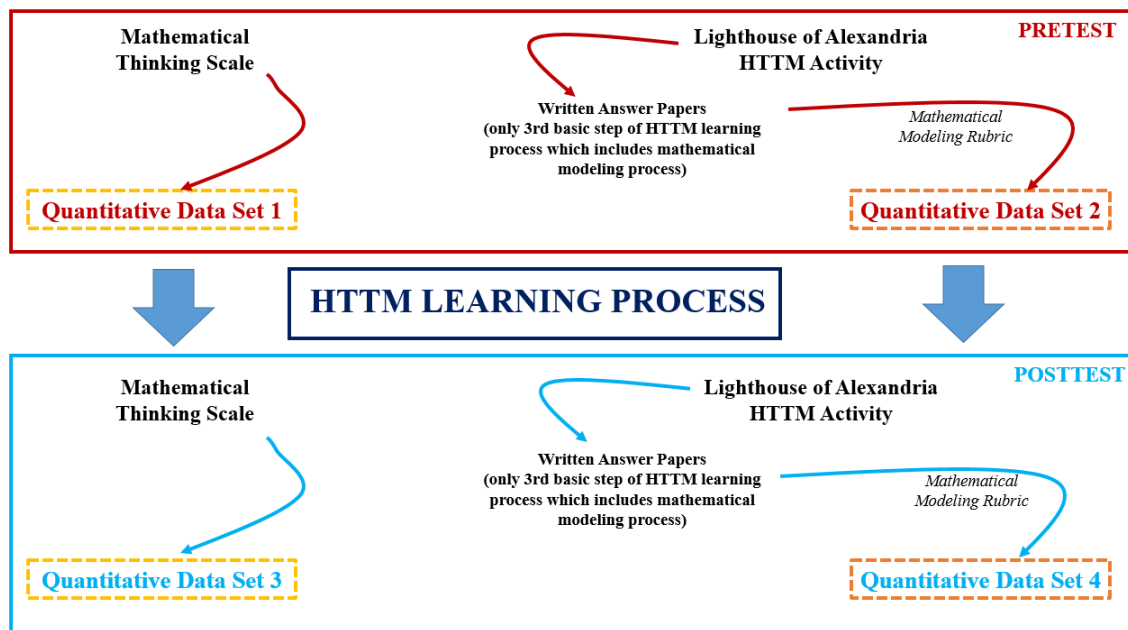 PRETEST
Mathematical
Thinking Scale
Lighthouse of Alexandria
HTTM Activity
Written Answer Papers
(only 3rd basic step of HTTM learning
process which includes mathematical
modeling process)
Mathematical
Modeling Rubric
Quantitative Data Set 1
Quantitative Data Set 2
HTTM LEARNING PROCESS
POSTTEST
Mathematical
Thinking Scale
Lighthouse of Alexandria
HTTM Activity
Written Answer Papers
(only 3rd basic step of HTTM learning
process which includes mathematical
modeling process)
Mathematical
Modeling Rubric
Quantitative Data Set 3
Quantitative Data Set 4